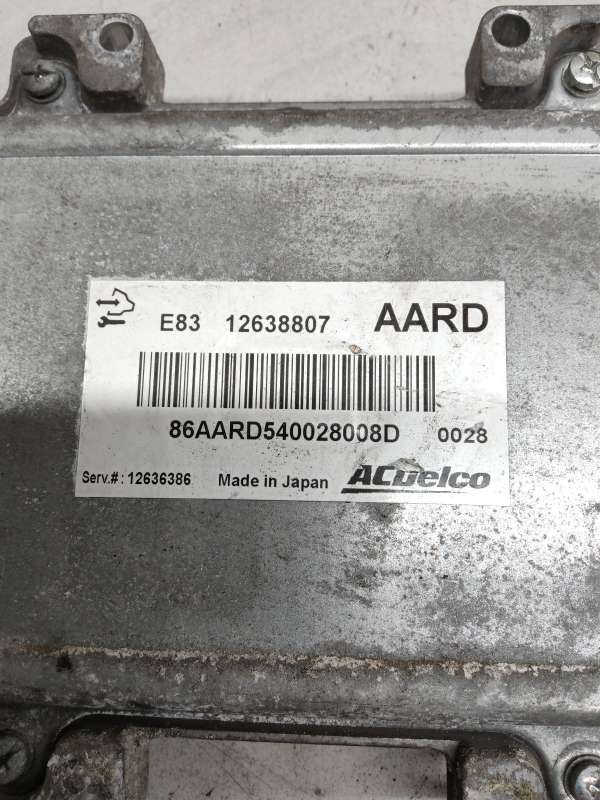 E83 12638807 AARD
86AARD540028008D 0028
Serv.#: 12636386 Made in Japan ACDelco